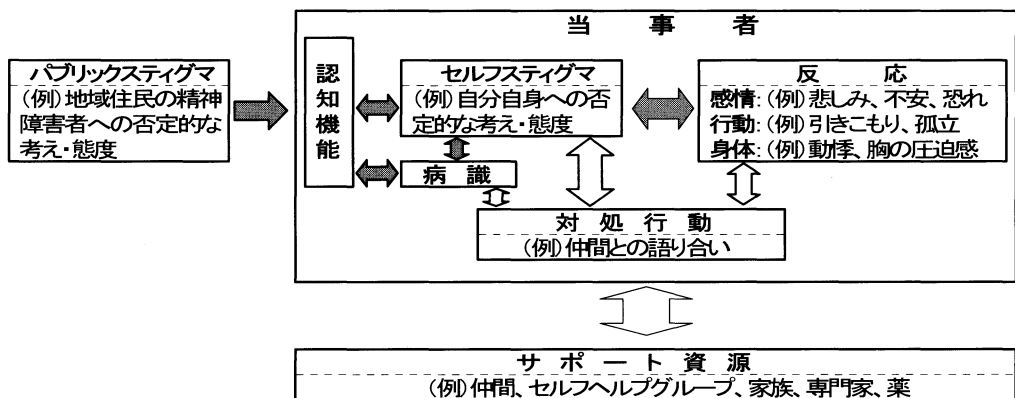 当事者
パブリックスティグマ
(例)地域住民の精神
障害者への否定的な
考え・態度
認知機能
セルフスティグマ
(例)自分自身への否
定的な考え・態度
病識
反応
感情:(例)悲しみ、不安、恐れ
行動:(例)引きこもり、孤立
身体:(例)動悸、胸の圧迫感
対処行動
(例)仲間との語り合い
サポート資源
(例)仲間、セルフヘルプグループ、家族、専門家、薬